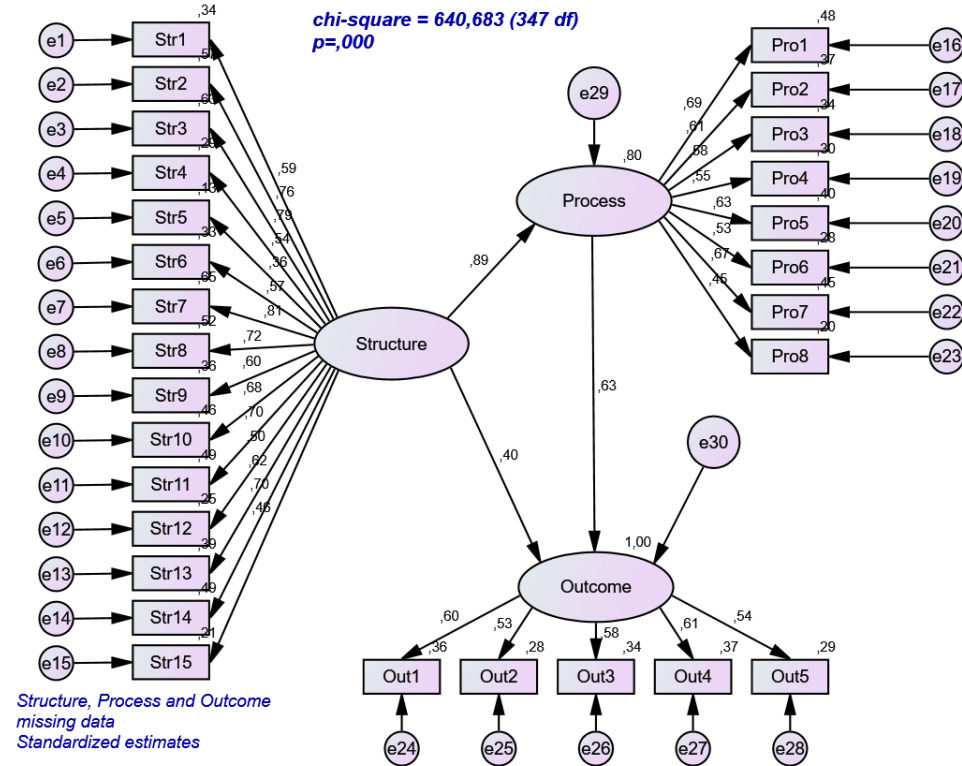 chi-square = 640,683 (347 df)
p=,000
e1 Str1 ,34
e2 Str2
e3 Str3
e4 Str4
e5 Str5
e6 Str6 ,33
e7 Str7 ,65
e8 Str8 ,52
e9 Str9 ,36
e10 Str10 ,46
e11 Str11 ,49
e12 Str12 ,25
e13 Str13 ,39
e14 Str14 ,49
e15 Str15 ,21
,59
,76
,79
,54
,36
,57
,81
,72
,60
,68
,70
,50
,62
,70
,46
Structure
,89
,40
e29
,80
Process
,63
,69
,61
,58
,55
,63
,53
,67
,45
Pro1 ,48 e16
Pro2 ,37 e17
Pro3 ,34 e18
Pro4 ,30 e19
Pro5 ,40 e20
Pro6 ,28 e21
Pro7 ,45 e22
Pro8 ,20 e23
e30
1,00
Outcome
,60 ,53 ,58 ,61 ,54
,36 ,28 ,34 ,37 ,29
Out1 Out2 Out3 Out4 Out5
e24 e25 e26 e27 e28
Structure, Process and Outcome
missing data
Standardized estimates